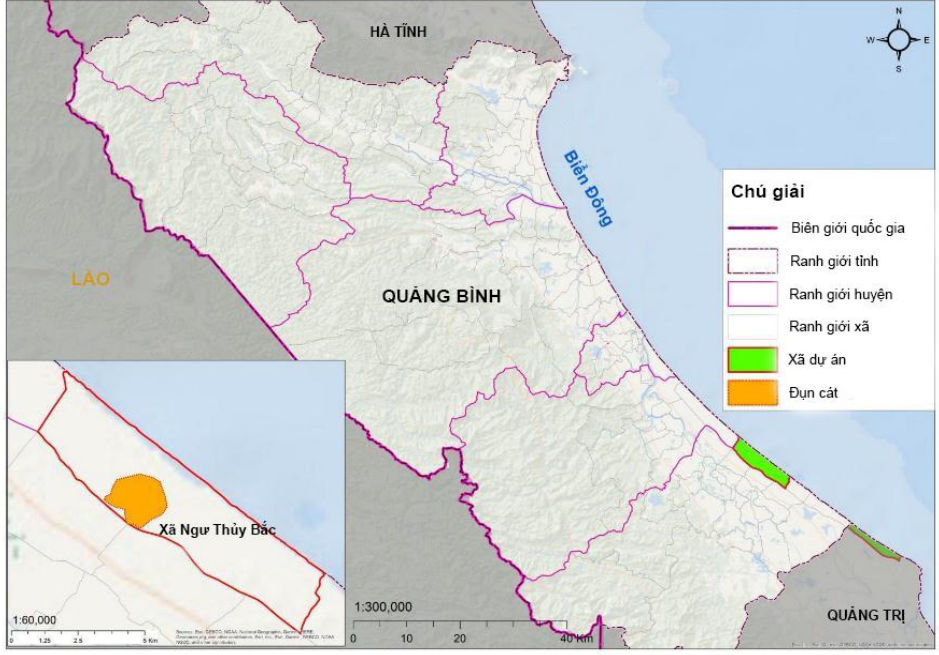 HÀ TĨNH
N
W
E
S
Biển Đông
LÀO
QUẢNG BÌNH
Chú giải
Biên giới quốc gia
Ranh giới tỉnh
Ranh giới huyện
Ranh giới xã
Xã dự án
Đụn cát
Xã Ngư Thủy Bắc
1:60,000
0 1.25 2.5 5 Km
1:300,000
0 10 20 40 km
QUẢNG TRỊ